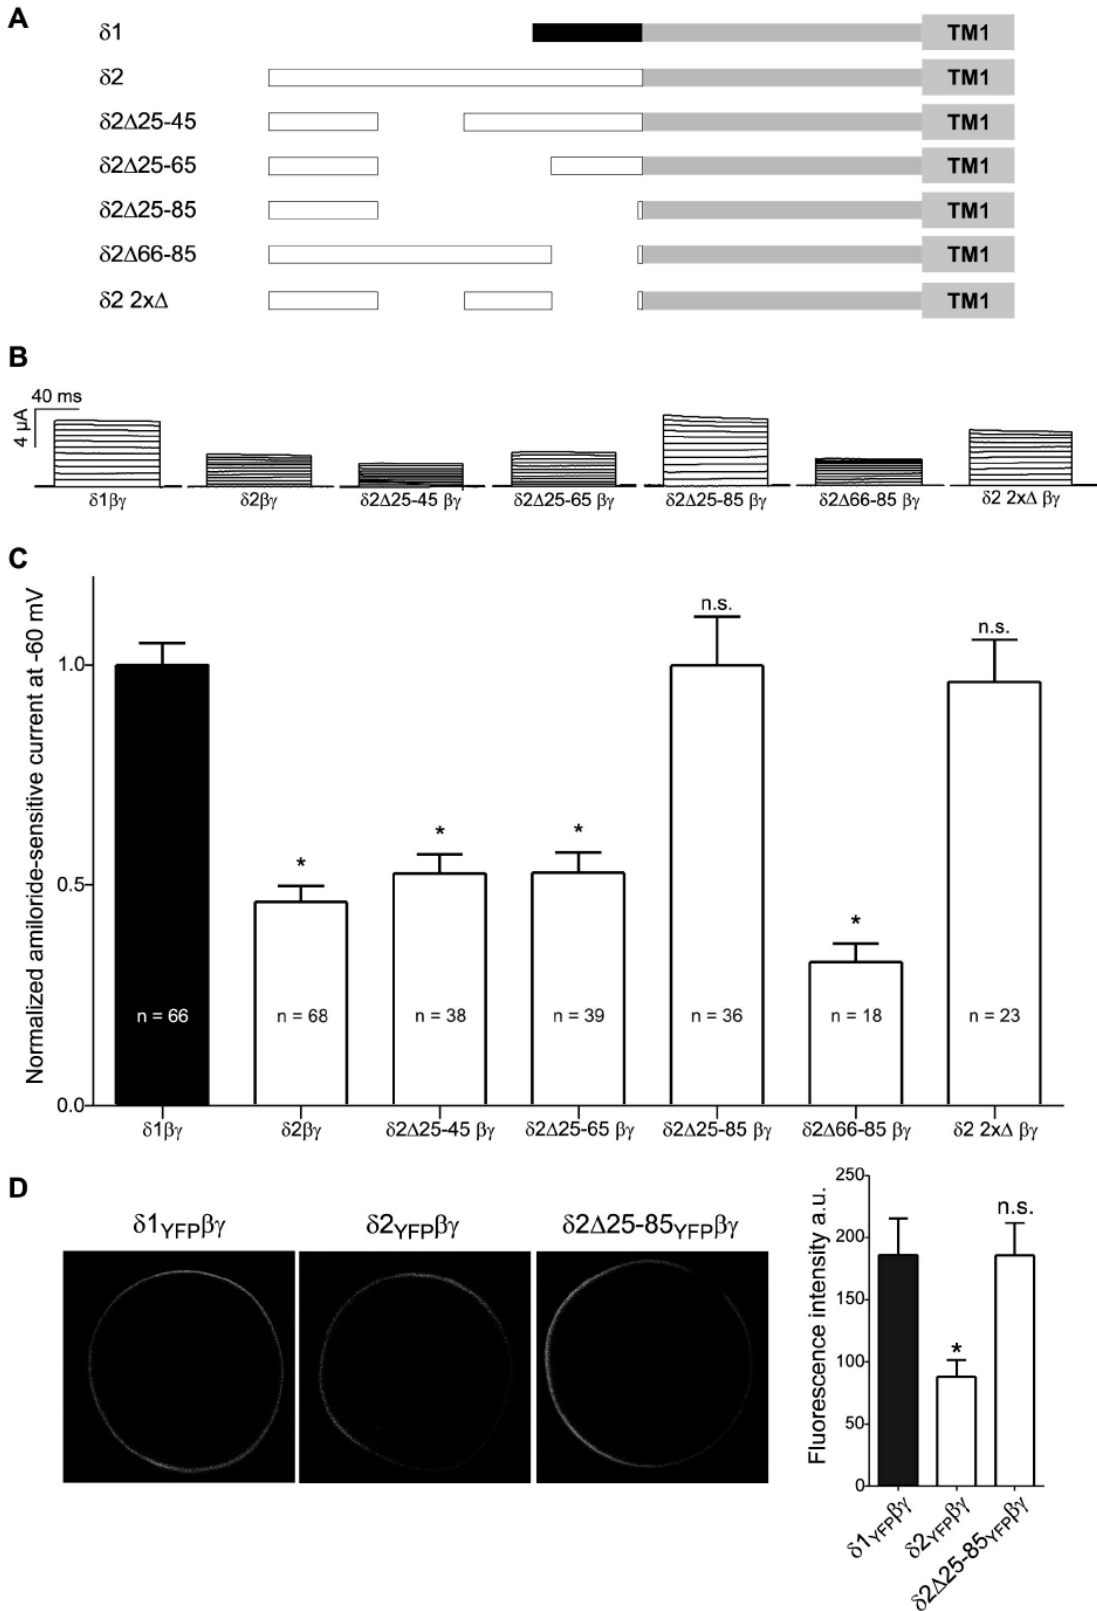 A
δ1 TM1
δ2 TM1
δ2Δ25-45 TM1
δ2Δ25-65 TM1
δ2Δ25-85 TM1
δ2Δ66-85 TM1
δ2 2xΔ TM1
B
40 ms
4 μA
δ1βγ δ2βγ δ2Δ25-45 βγ δ2Δ25-65 βγ δ2Δ25-85 βγ δ2Δ66-85 βγ δ2 2xΔ βγ
C
Normalized amiloride-sensitive current at -60 mV
n.s.
n.s.
1.0
* *
*
0.5
*
n = 66 n = 68 n = 38 n = 39 n = 36 n = 18 n = 23
0.0
δ1βγ δ2βγ δ2Δ25-45 βγ δ2Δ25-65 βγ δ2Δ25-85 βγ δ2Δ66-85 βγ δ2 2xΔ βγ
D
δ1YFPβγ δ2YFPβγ δ2Δ25-85YFPβγ
Fluorescence intensity a.u.
250
n.s.
200
150
*
100
50
0
δ1YFPβγ
δ2YFPβγ
δ2Δ25-85YFPβγ